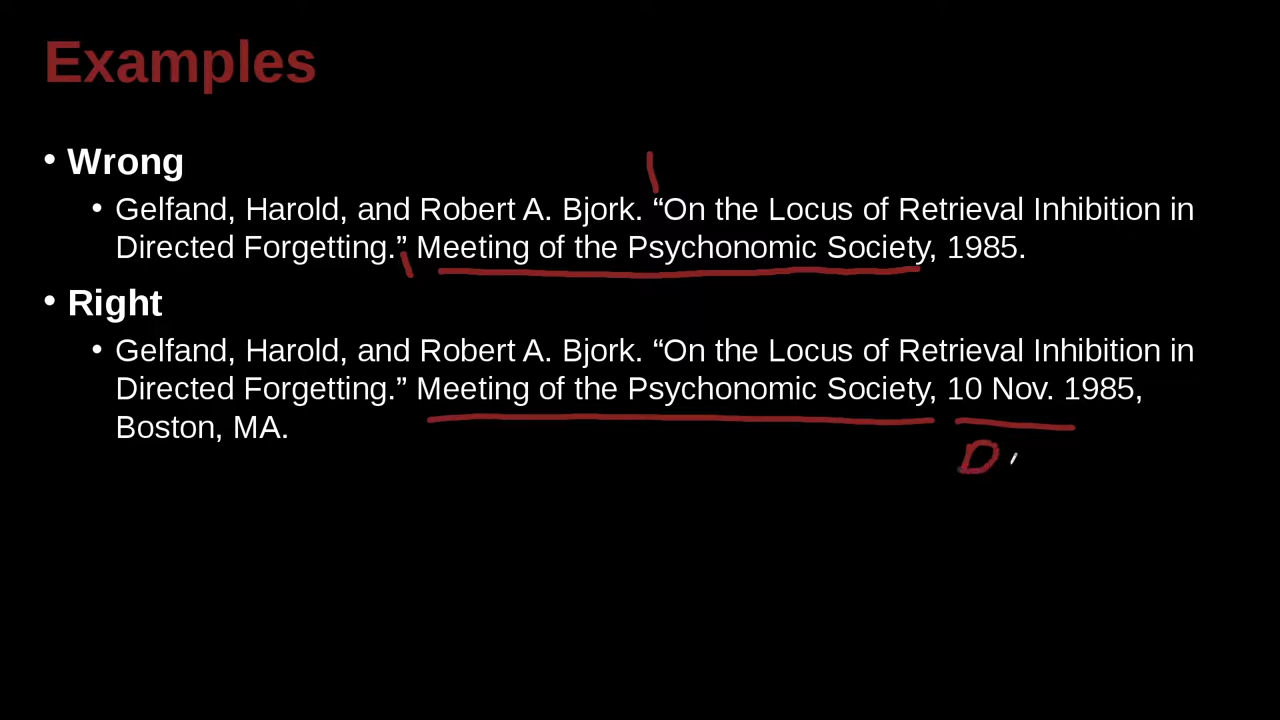 Examples
• Wrong
• Gelfand, Harold, and Robert A. Bjork. “On the Locus of Retrieval Inhibition in
Directed Forgetting.” Meeting of the Psychonomic Society, 1985.
• Right
• Gelfand, Harold, and Robert A. Bjork. “On the Locus of Retrieval Inhibition in
Directed Forgetting.” Meeting of the Psychonomic Society, 10 Nov. 1985,
Boston, MA.
D